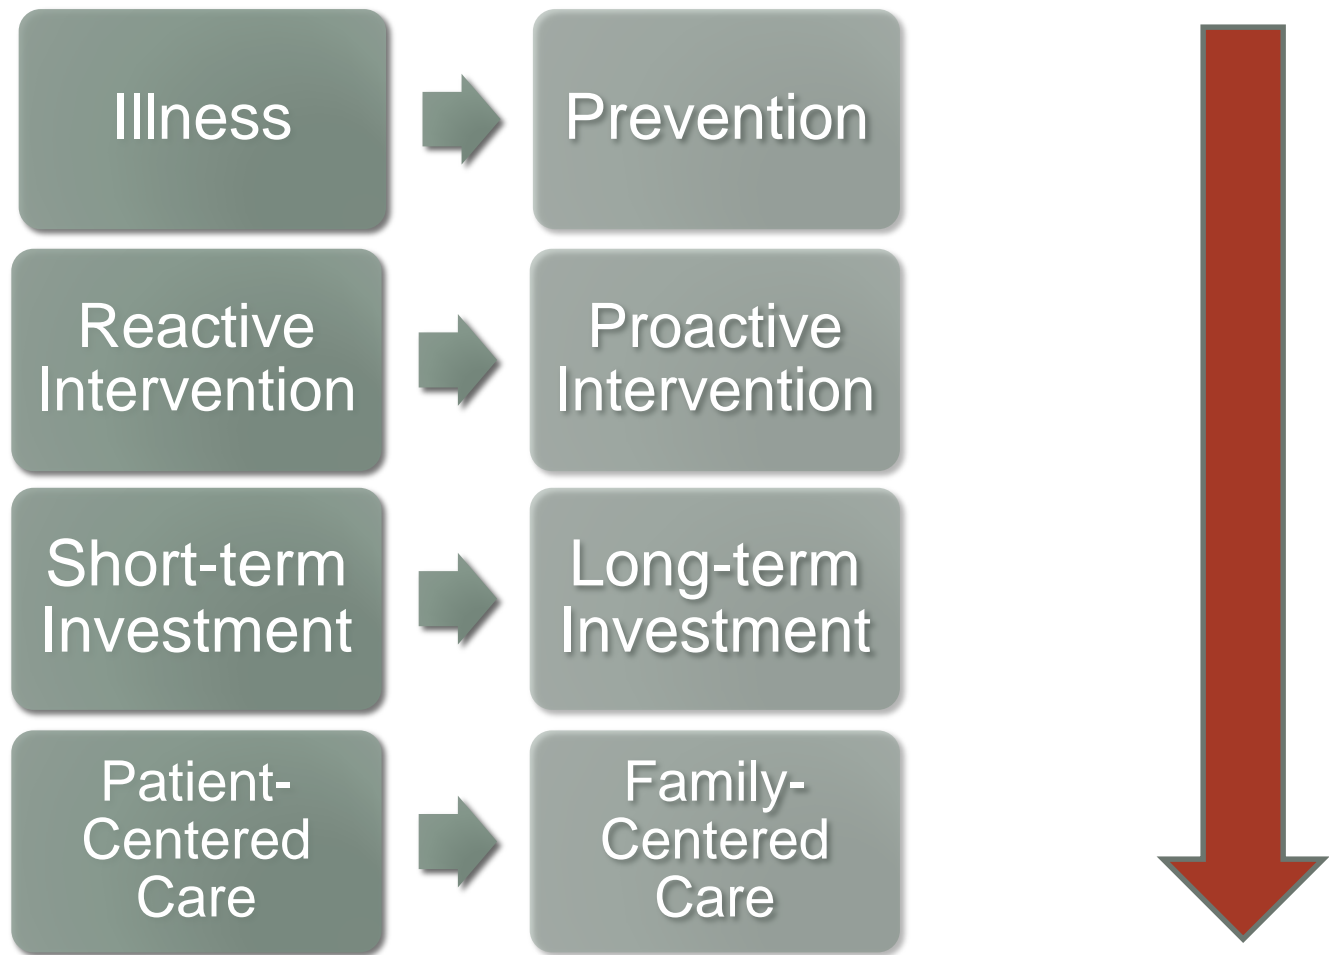 Illness
Prevention
Reactive
Intervention
Proactive
Intervention
Short-term
Investment
Long-term
Investment
Patient-
Centered
Care
Family-
Centered
Care